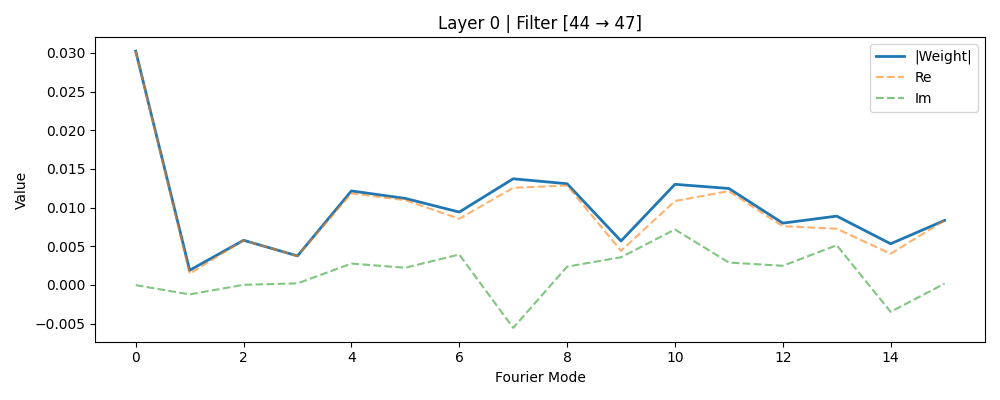 Layer 0 | Filter [44 → 47]
0.030
0.025
0.020
0.015
0.010
0.005
0.000
−0.005
Value
|Weight|
Re
Im
0 2 4 6 8 10 12 14
Fourier Mode